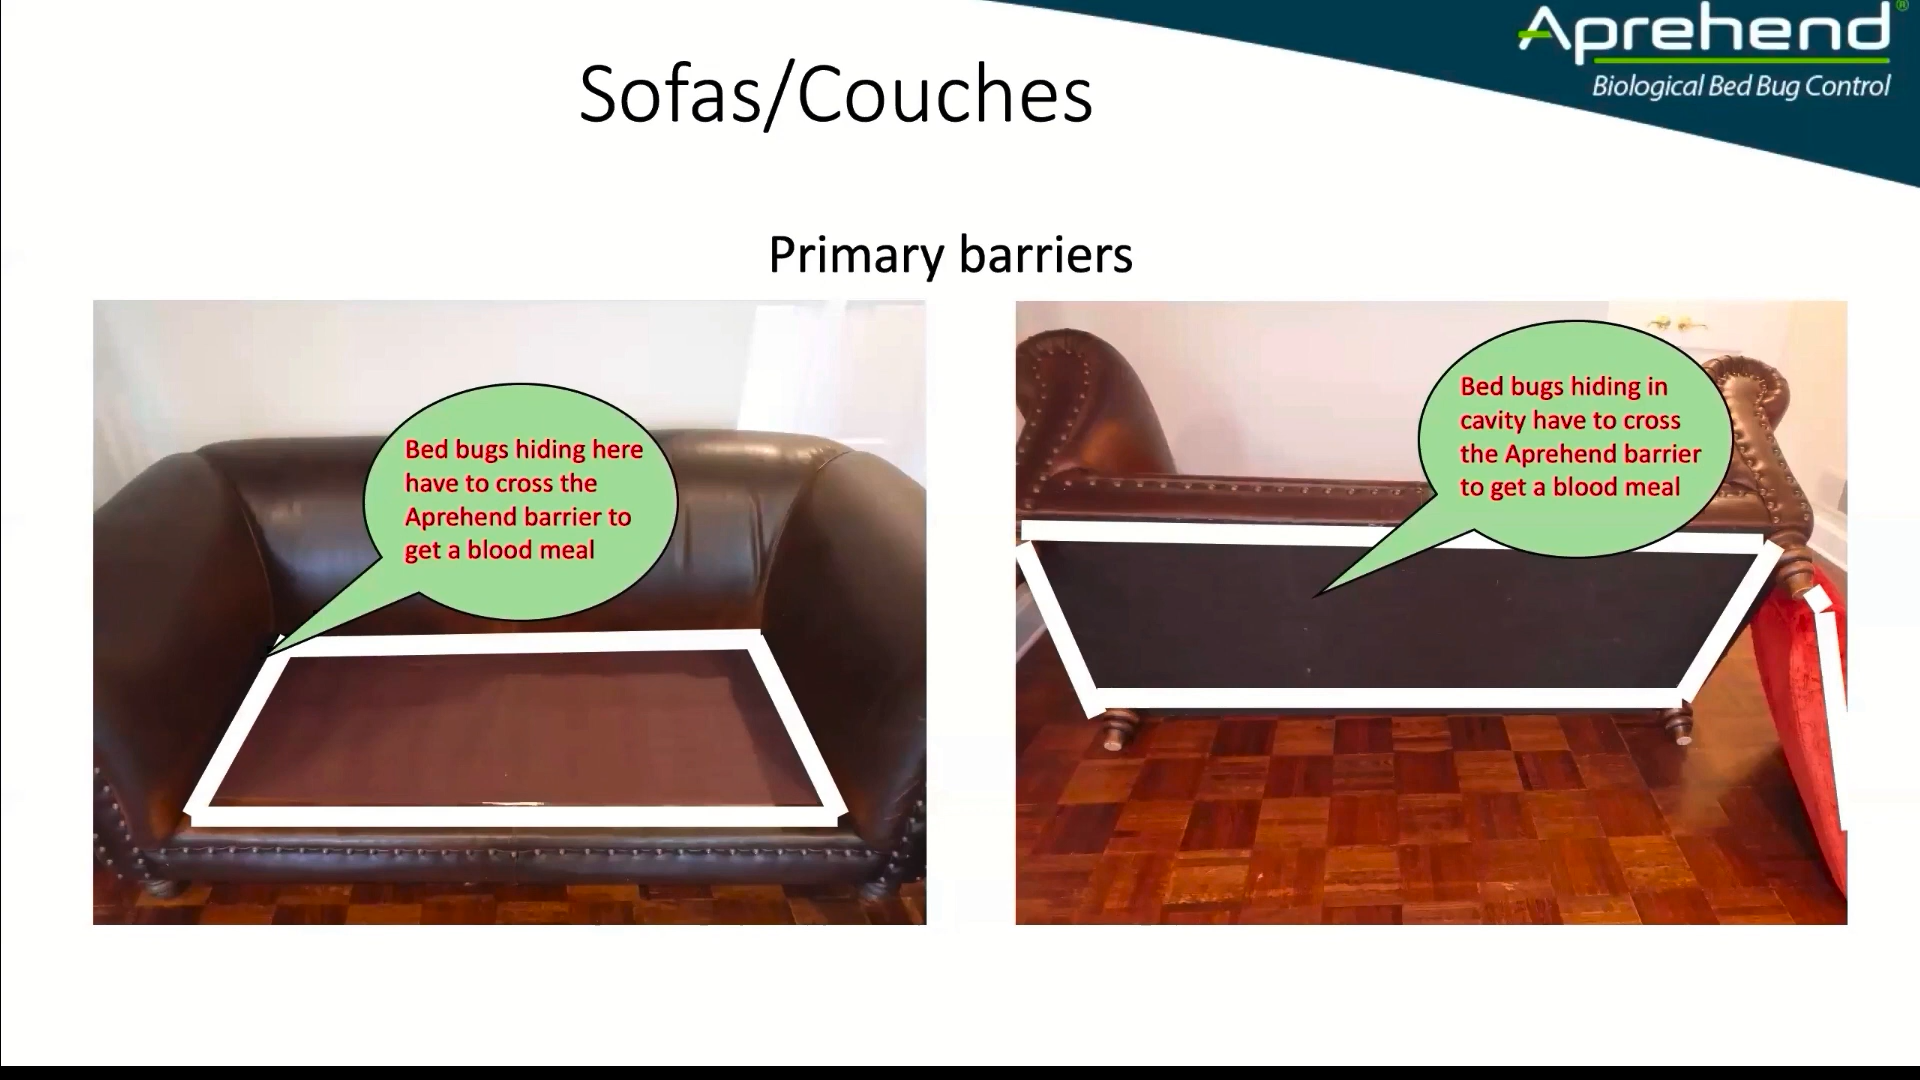 Aprehend®
Biological Bed Bug Control
Sofas/Couches
Primary barriers
Bed bugs hiding here
have to cross the
Aprehend barrier to
get a blood meal
Bed bugs hiding in
cavity have to cross
the Aprehend barrier
to get a blood meal